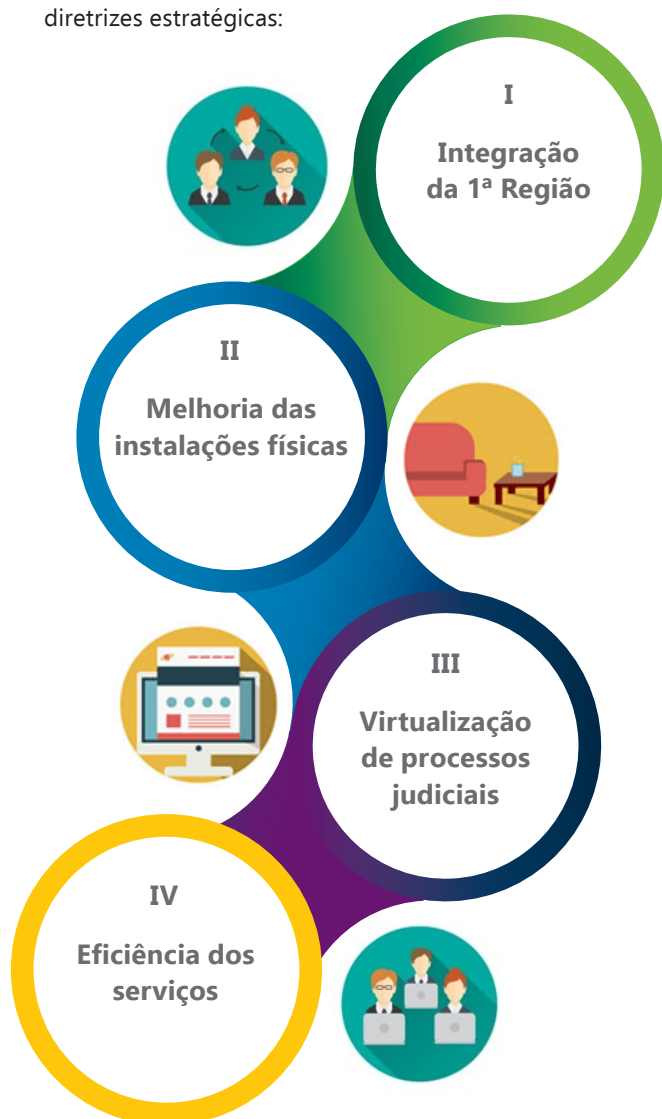 diretrizes estratégicas:
I
Integração
da 1ª Região
II
Melhoria das
instalações físicas
III
Virtualização
de processos
judiciais
IV
Eficiência dos
serviços